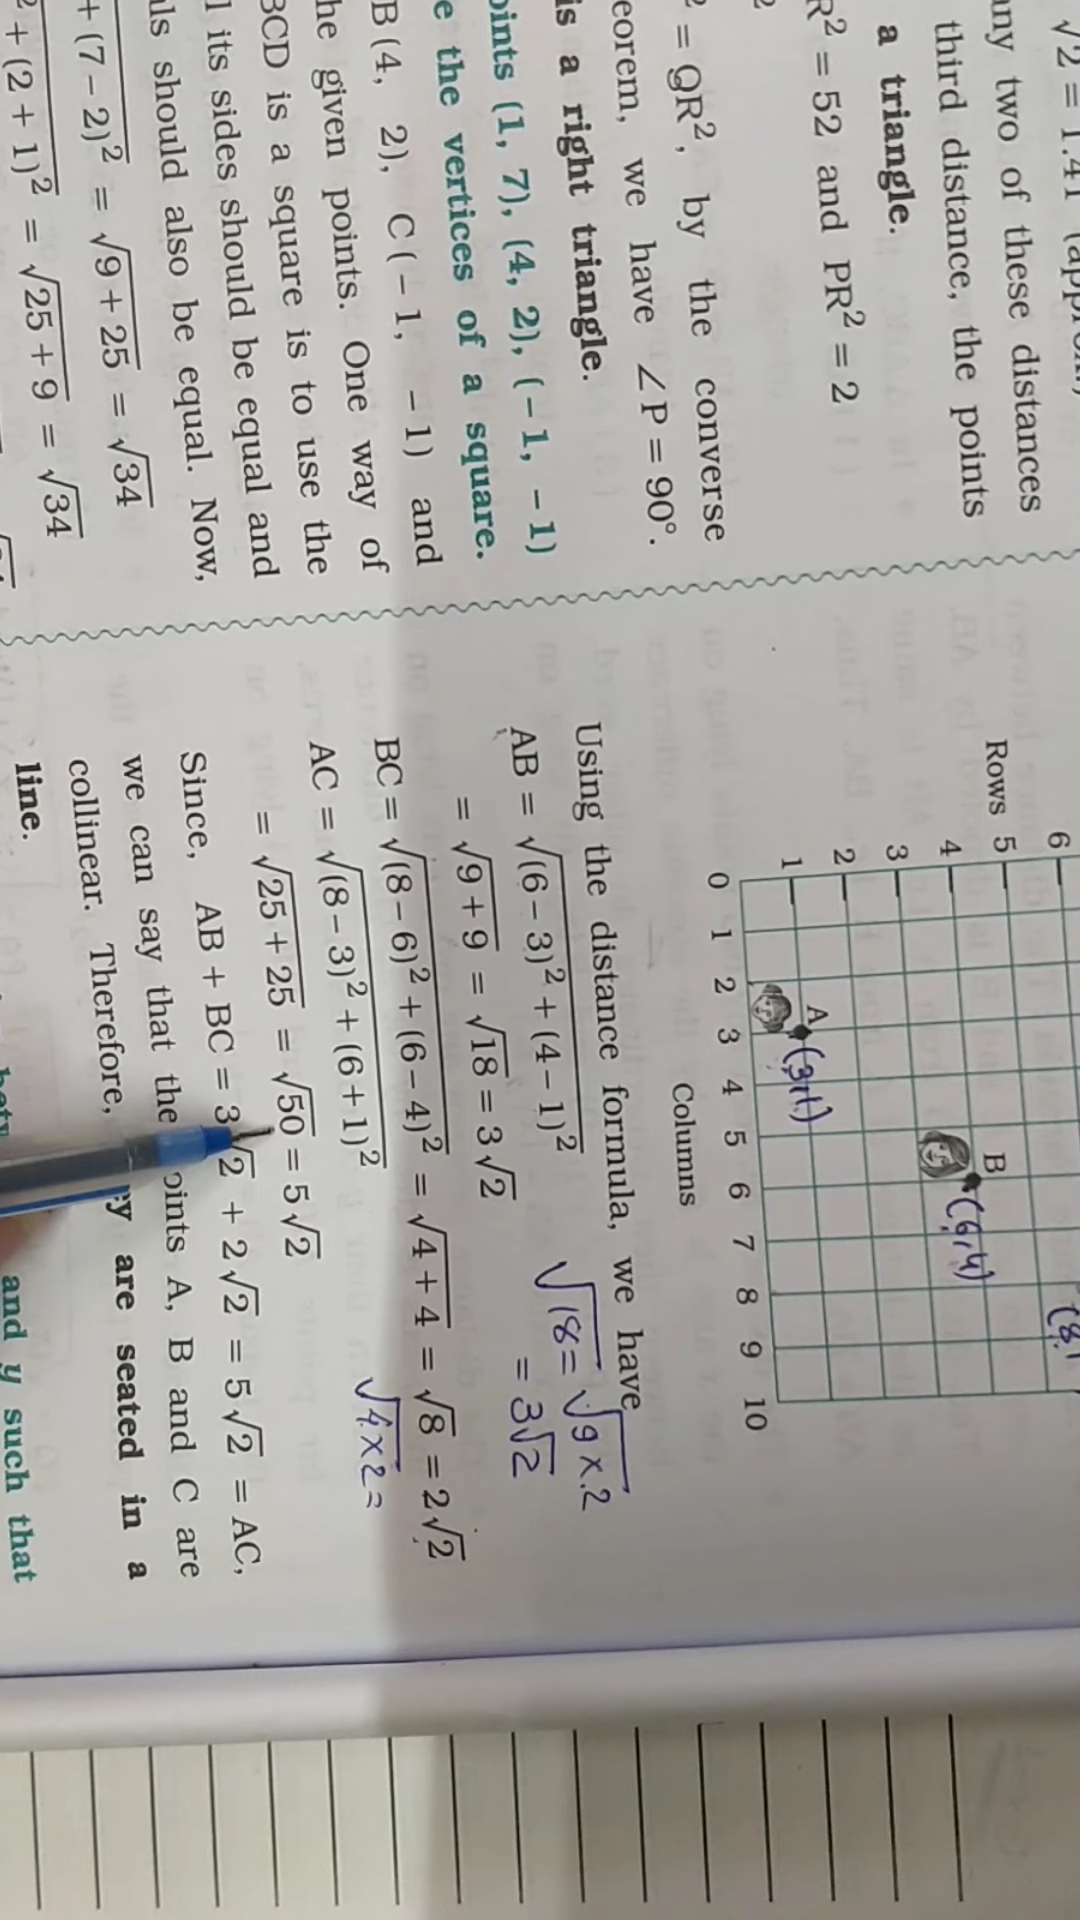 √2 = 1.41
any two of these distances
third distance, the points
a triangle.
R² = 52 and PR² = 2
² = QR², by the converse
eorem, we have ∠P = 90°.
is a right triangle.
oints (1, 7), (4, 2), (– 1, – 1)
e the vertices of a square.
B (4, 2), C (– 1, – 1) and
he given points. One way of
BCD is a square is to use the
l its sides should be equal and
ls should also be equal. Now,
+ (7 – 2)² = √9 + 25 = √34
² + (2 + 1)² = √25 + 9 = √34
Rows
6
5
4
3
2
1
0 1 2 3 4 5 6 7 8 9 10
A
(3,1)
B
(6,4)
(8,
Columns
Using the distance formula, we have
AB = √(6 – 3)² + (4 – 1)²
= √9 + 9 = √18 = 3√2
√18 = √9 x 2
= 3√2
BC = √(8 – 6)² + (6 – 4)² = √4 + 4 = √8 = 2√2
√4 x 2 =
AC = √(8 – 3)² + (6 + 1)²
= √25 + 25 = √50 = 5√2
Since, AB + BC = 3√2 + 2√2 = 5√2 = AC,
we can say that the oints A, B and C are
collinear. Therefore, ey are seated in a
line.
and y such that